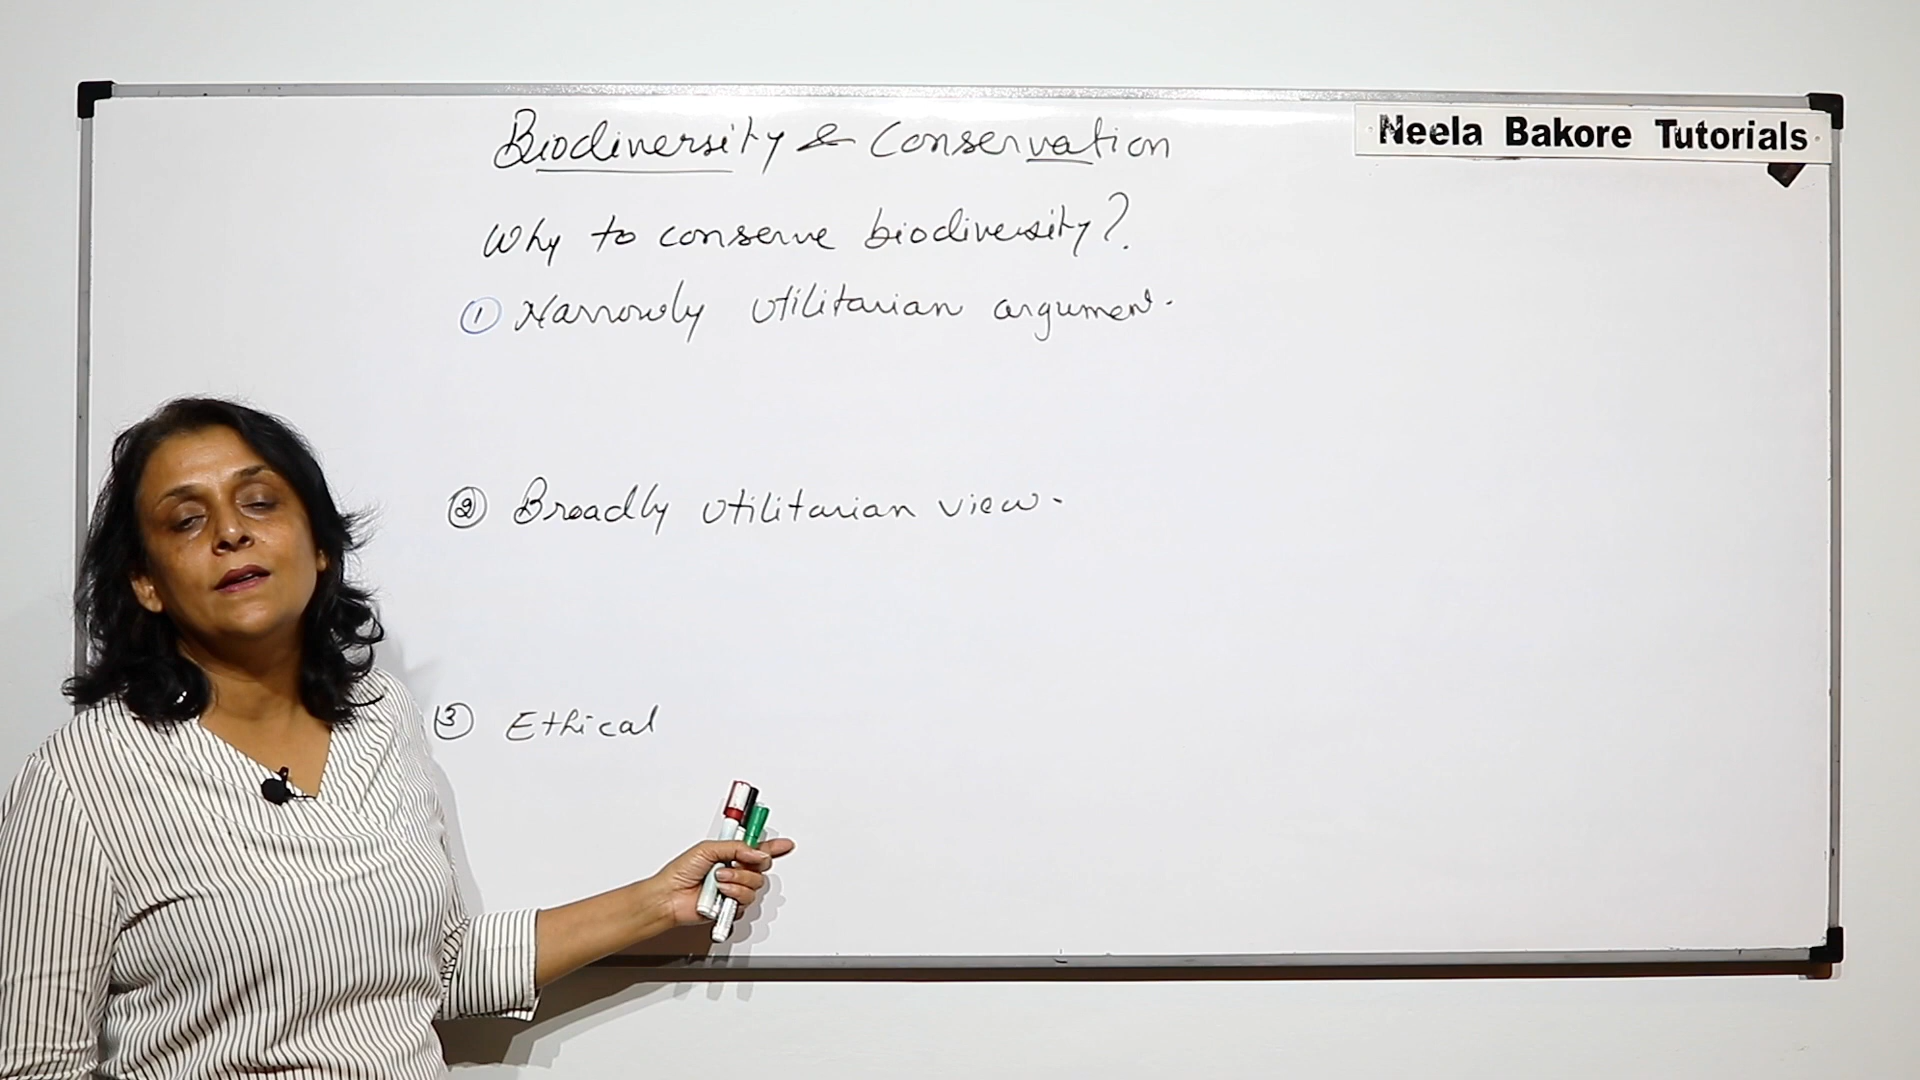 Biodiversity & Conservation
Neela Bakore Tutorials
Why to conserve biodiversity?
① Narrowly utilitarian argument.
② Broadly utilitarian view.
③ Ethical